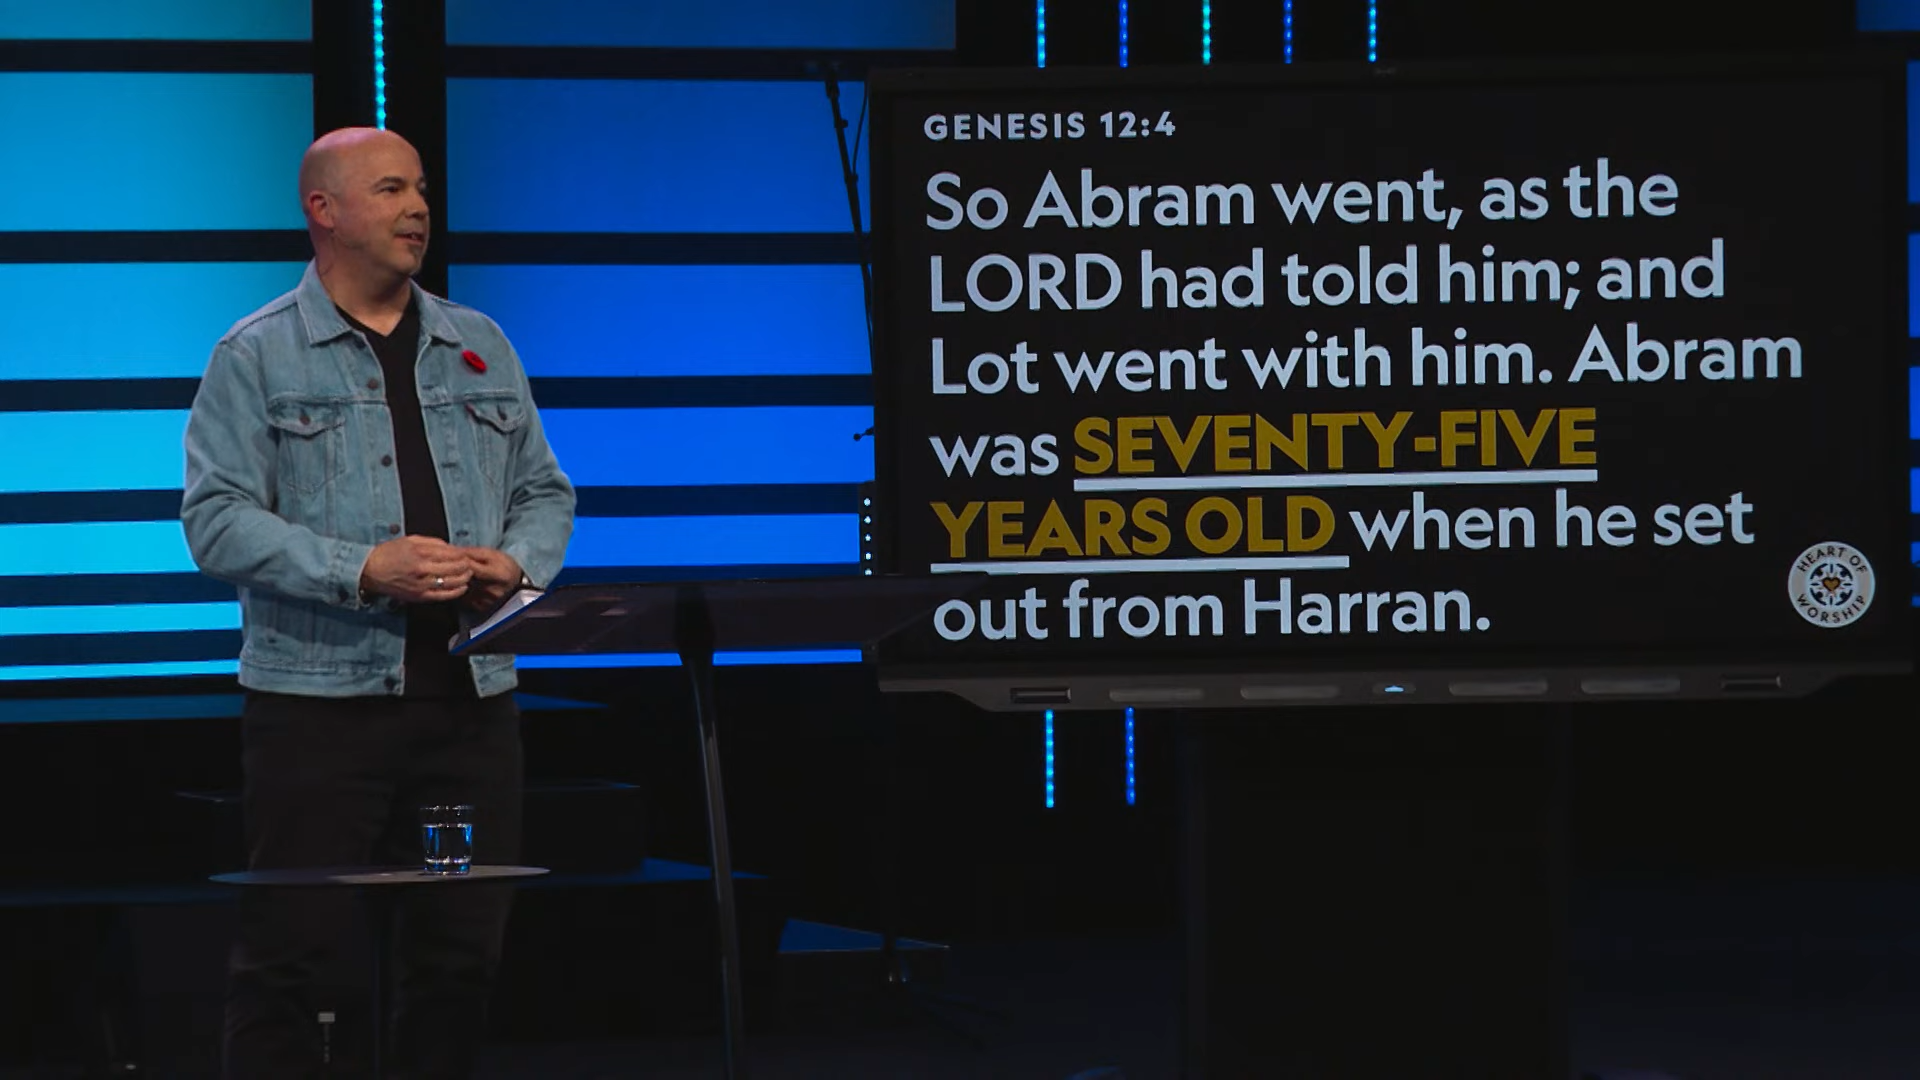 GENESIS 12:4
So Abram went, as the
LORD had told him; and
Lot went with him. Abram
was SEVENTY-FIVE
YEARS OLD when he set
out from Harran.
HEART OF
WORSHIP